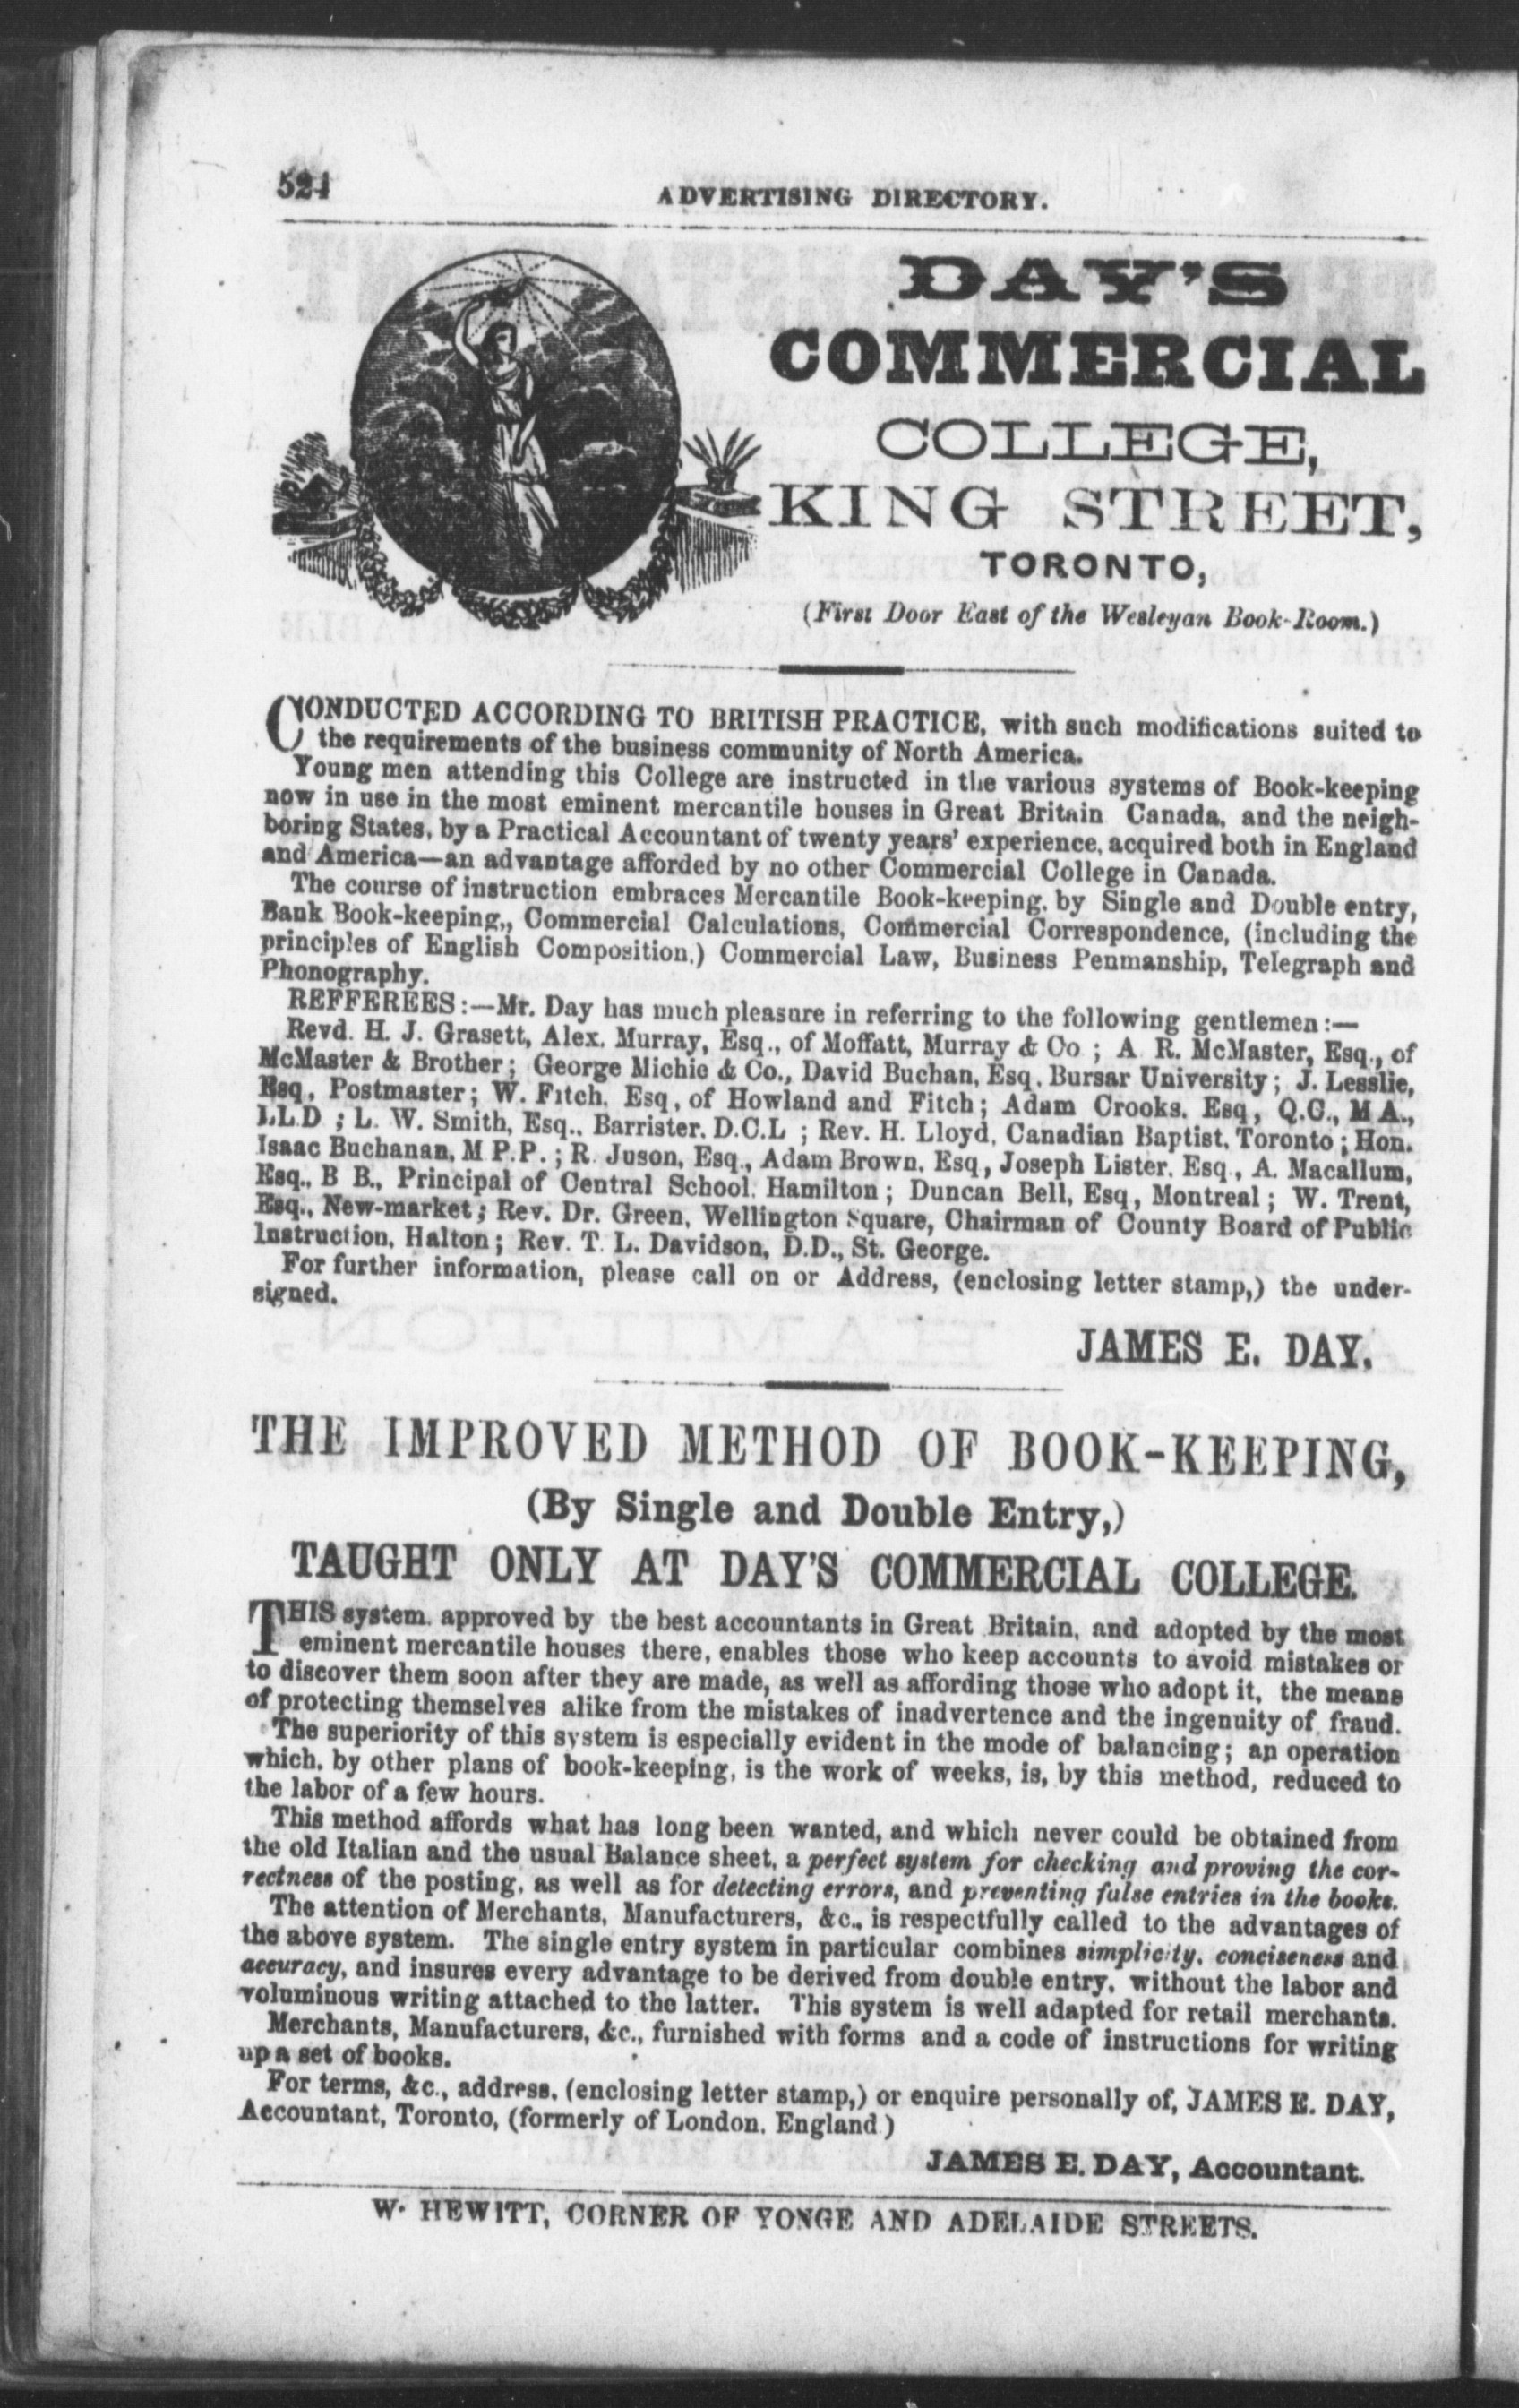 524
ADVERTISING DIRECTORY.
DAY'S
COMMERCIAL
COLLEGE,
KING STREET,
TORONTO,
(First Door East of the Wesleyan Book-Room.)
CONDUCTED ACCORDING TO BRITISH PRACTICE, with such modifications suited to
the requirements of the business community of North America.
Young men attending this College are instructed in the various systems of Book-keeping
now in use in the most eminent mercantile houses in Great Britain Canada, and the neigh-
boring States, by a Practical Accountant of twenty years' experience, acquired both in England
and America—an advantage afforded by no other Commercial College in Canada.
The course of instruction embraces Mercantile Book-keeping, by Single and Double entry,
Bank Book-keeping,, Commercial Calculations, Commercial Correspondence, (including the
principles of English Composition,) Commercial Law, Business Penmanship, Telegraph and
Phonography.
REFFEREES:—Mr. Day has much pleasure in referring to the following gentlemen:—
Revd. H. J. Grasett, Alex. Murray, Esq., of Moffatt, Murray & Co ; A R. McMaster, Esq., of
McMaster & Brother; George Michie & Co., David Buchan, Esq. Bursar University; J. Lesslie,
Esq, Postmaster; W. Fitch, Esq, of Howland and Fitch; Adam Crooks, Esq, Q.C., M A.,
LL.D ; L. W. Smith, Esq., Barrister, D.C.L ; Rev. H. Lloyd, Canadian Baptist, Toronto; Hon.
Isaac Buchanan, M P.P. ; R. Juson, Esq., Adam Brown, Esq, Joseph Lister, Esq, A. Macallum,
Esq., B B., Principal of Central School, Hamilton; Duncan Bell, Esq, Montreal; W. Trent,
Esq., New-market; Rev. Dr. Green, Wellington Square, Chairman of County Board of Public
Instruction, Halton; Rev. T. L. Davidson, D.D., St. George.
For further information, please call on or Address, (enclosing letter stamp,) the under-
signed.
JAMES E. DAY.
THE IMPROVED METHOD OF BOOK-KEEPING,
(By Single and Double Entry,)
TAUGHT ONLY AT DAY'S COMMERCIAL COLLEGE.
THIS system, approved by the best accountants in Great Britain, and adopted by the most
eminent mercantile houses there, enables those who keep accounts to avoid mistakes or
to discover them soon after they are made, as well as affording those who adopt it, the means
of protecting themselves alike from the mistakes of inadvertence and the ingenuity of fraud.
The superiority of this system is especially evident in the mode of balancing; an operation
which, by other plans of book-keeping, is the work of weeks, is, by this method, reduced to
the labor of a few hours.
This method affords what has long been wanted, and which never could be obtained from
the old Italian and the usual Balance sheet, a perfect system for checking and proving the cor-
rectness of the posting, as well as for detecting errors, and preventing false entries in the books.
The attention of Merchants, Manufacturers, &c., is respectfully called to the advantages of
the above system. The single entry system in particular combines simplicity, conciseness and
accuracy, and insures every advantage to be derived from double entry, without the labor and
voluminous writing attached to the latter. This system is well adapted for retail merchants.
Merchants, Manufacturers, &c., furnished with forms and a code of instructions for writing
up a set of books.
For terms, &c., address, (enclosing letter stamp,) or enquire personally of, JAMES E. DAY,
Accountant, Toronto, (formerly of London, England)
JAMES E. DAY, Accountant.
W. HEWITT, CORNER OF YONGE AND ADELAIDE STREETS.